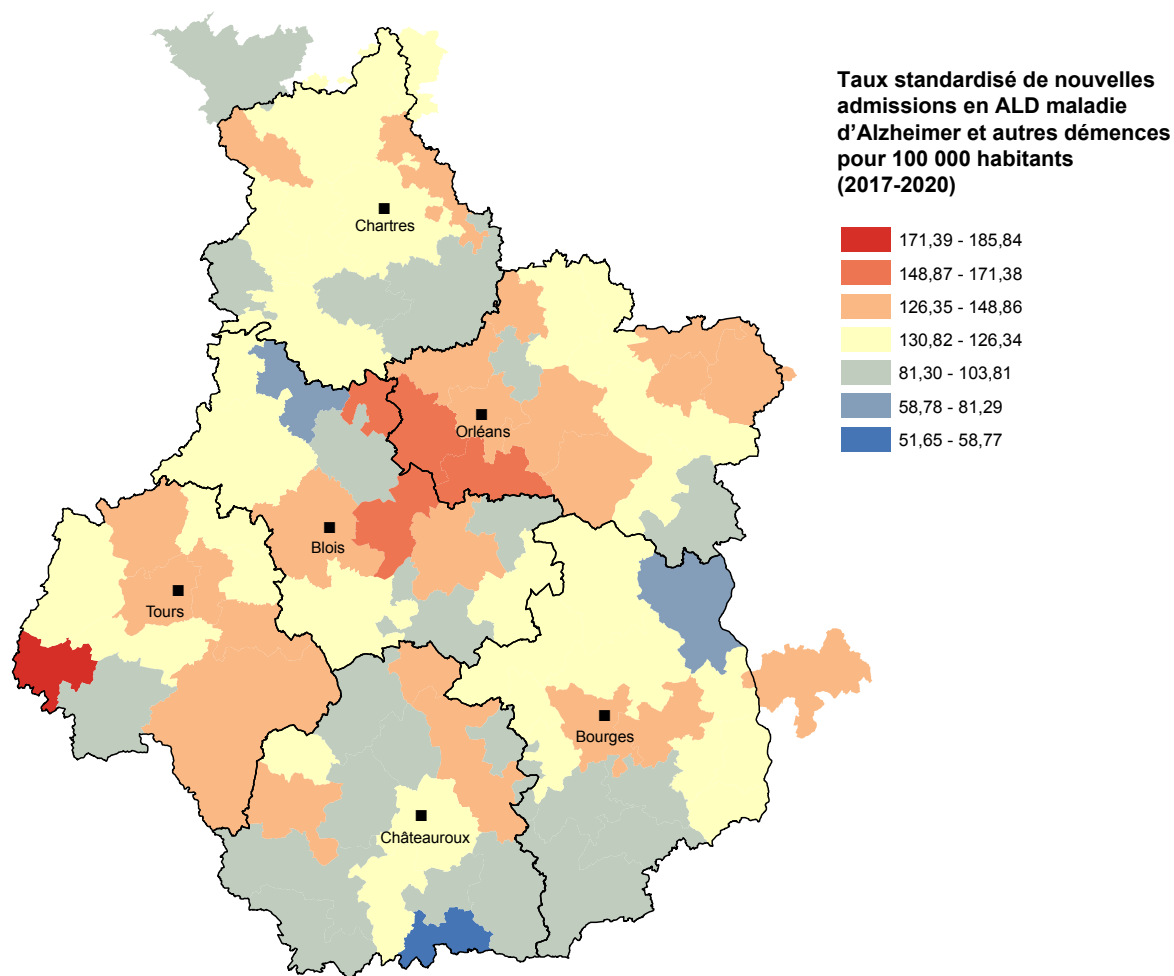 Taux standardisé de nouvelles
admissions en ALD maladie
d'Alzheimer et autres démences
pour 100 000 habitants
(2017-2020)
171,39 - 185,84
148,87 - 171,38
126,35 - 148,86
130,82 - 126,34
81,30 - 103,81
58,78 - 81,29
51,65 - 58,77
Chartres
Orléans
Blois
Tours
Bourges
Châteauroux